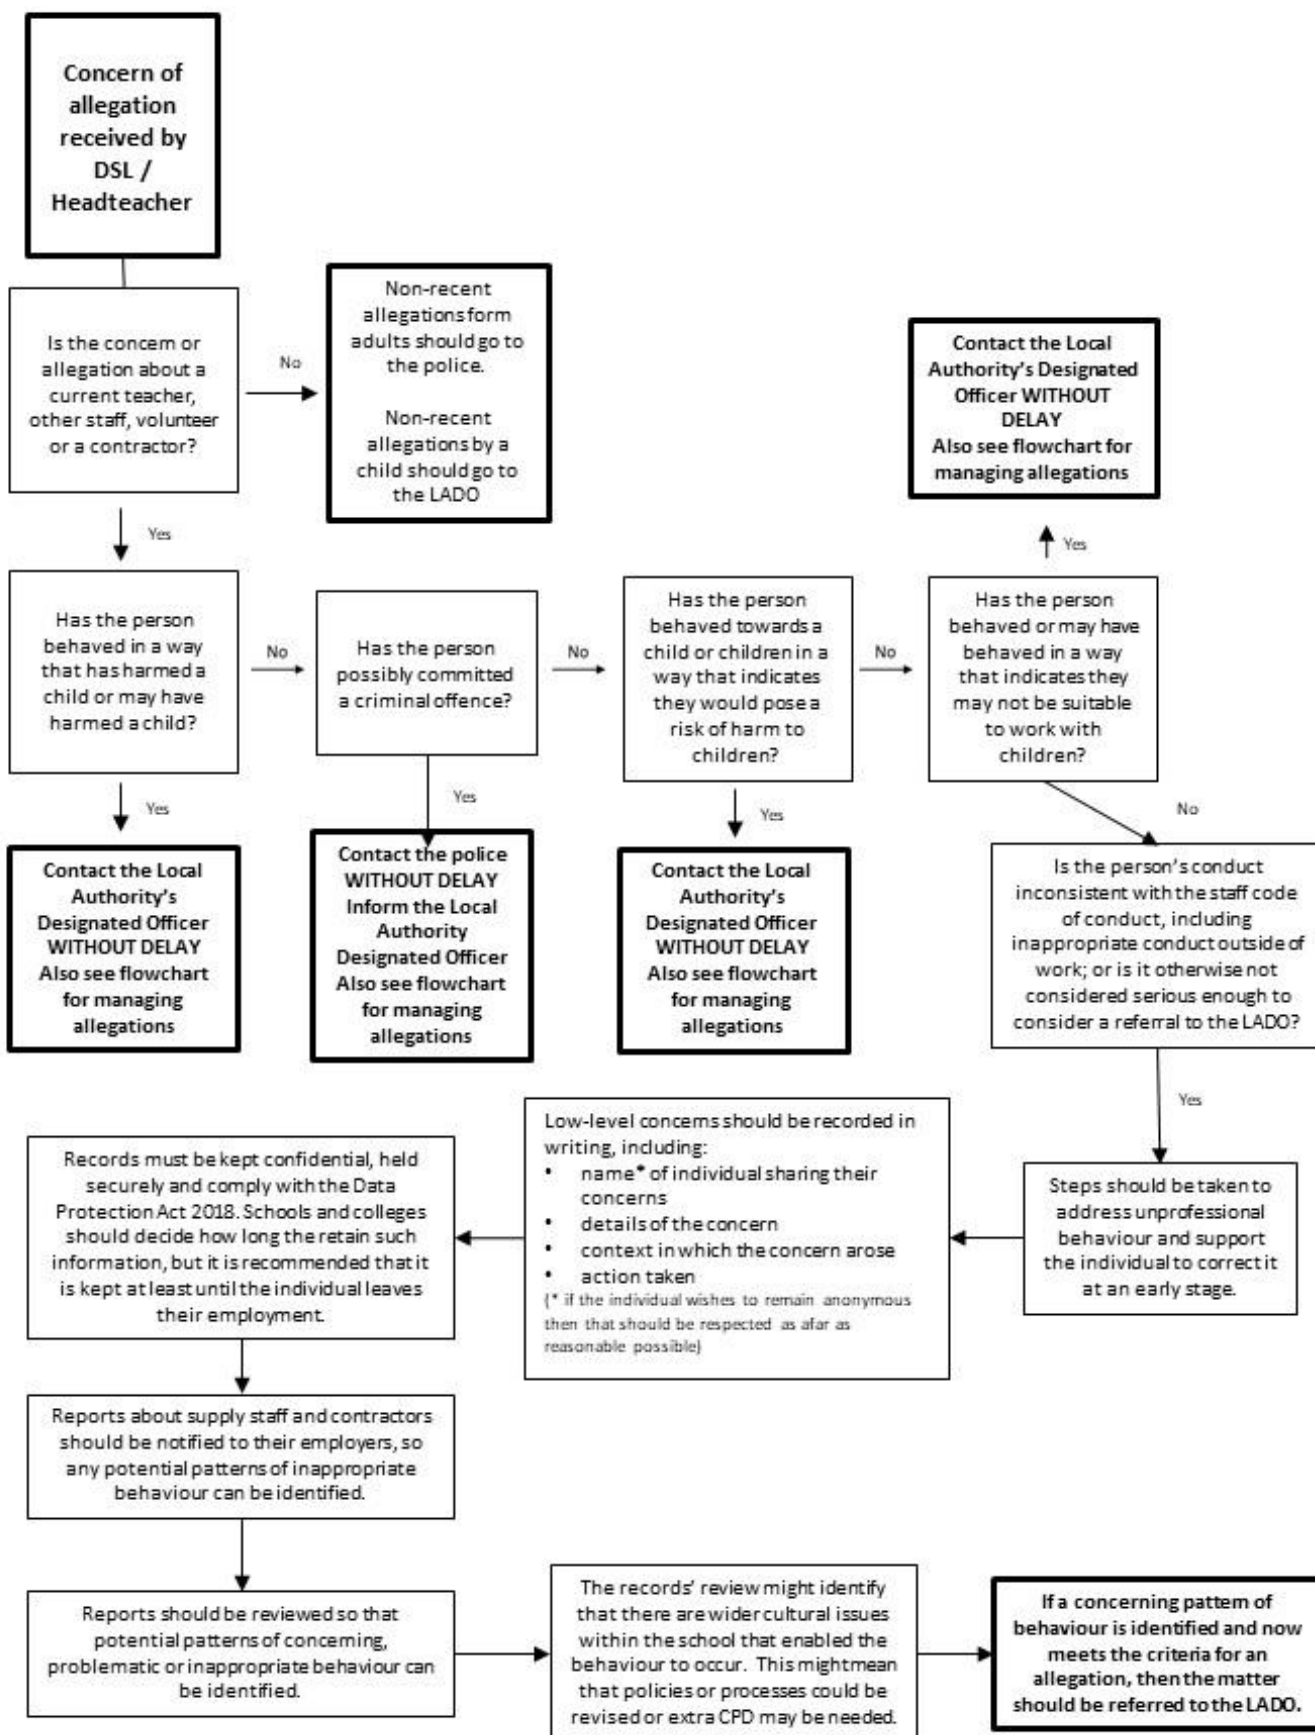 Concern of
allegation
received by
DSL /
Headteacher
Is the concern or
allegation about a
current teacher,
other staff, volunteer
or a contractor?
No
Non-recent
allegations form
adults should go to
the police.
Non-recent
allegations by a
child should go to
the LADO
Contact the Local
Authority's Designated
Officer WITHOUT
DELAY
Also see flowchart for
managing allegations
Yes
Yes
Has the person
behaved in a way
that has harmed a
child or may have
harmed a child?
No
Has the person
possibly committed
a criminal offence?
No
Has the person
behaved towards a
child or children in a
way that indicates
they would pose a
risk of harm to
children?
No
Has the person
behaved or may have
behaved in a way
that indicates they
may not be suitable
to work with
children?
Yes
Yes
Yes
No
Contact the Local
Authority's
Designated Officer
WITHOUT DELAY
Also see flowchart
for managing
allegations
Contact the police
WITHOUT DELAY
Inform the Local
Authority
Designated Officer
Also see flowchart
for managing
allegations
Contact the Local
Authority's
Designated Officer
WITHOUT DELAY
Also see flowchart
for managing
allegations
Is the person's conduct
inconsistent with the staff code
of conduct, including
inappropriate conduct outside of
work; or is it otherwise not
considered serious enough to
consider a referral to the LADO?
Yes
Steps should be taken to
address unprofessional
behaviour and support
the individual to correct it
at an early stage.
Low-level concerns should be recorded in
writing, including:
• name* of individual sharing their
concerns
• details of the concern
• context in which the concern arose
• action taken
(* if the individual wishes to remain anonymous
then that should be respected as afar as
reasonable possible)
Records must be kept confidential, held
securely and comply with the Data
Protection Act 2018. Schools and colleges
should decide how long the retain such
information, but it is recommended that it
is kept at least until the individual leaves
their employment.
Reports about supply staff and contractors
should be notified to their employers, so
any potential patterns of inappropriate
behaviour can be identified.
Reports should be reviewed so that
potential patterns of concerning,
problematic or inappropriate behaviour can
be identified.
The records' review might identify
that there are wider cultural issues
within the school that enabled the
behaviour to occur. This might mean
that policies or processes could be
revised or extra CPD may be needed.
If a concerning pattern of
behaviour is identified and now
meets the criteria for an
allegation, then the matter
should be referred to the LADO.